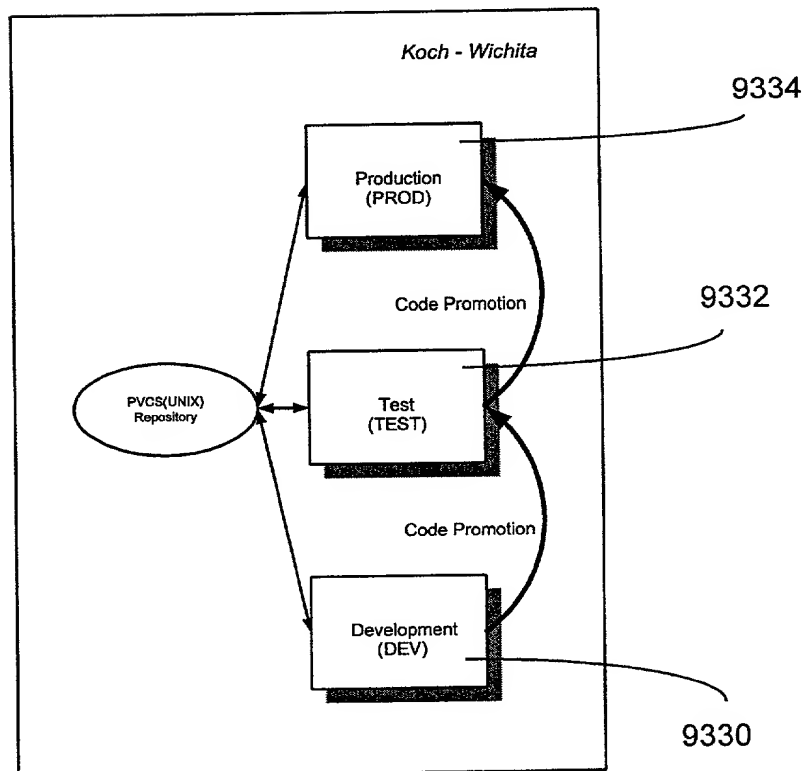 Koch - Wichita
9334
Production
(PROD)
Code Promotion
9332
PVCS(UNIX)
Repository
Test
(TEST)
Code Promotion
Development
(DEV)
9330